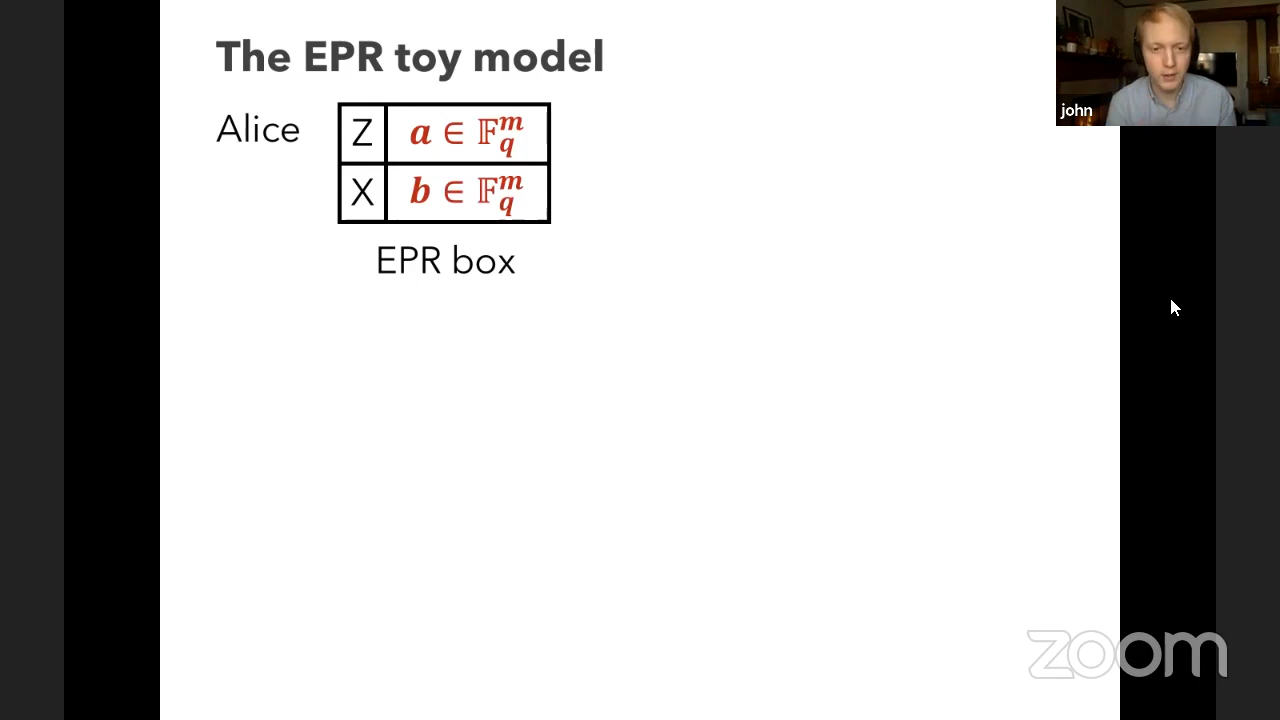 The EPR toy model
john
Alice
Z a ∈ 𝔽_q^m
X b ∈ 𝔽_q^m
EPR box
zoom